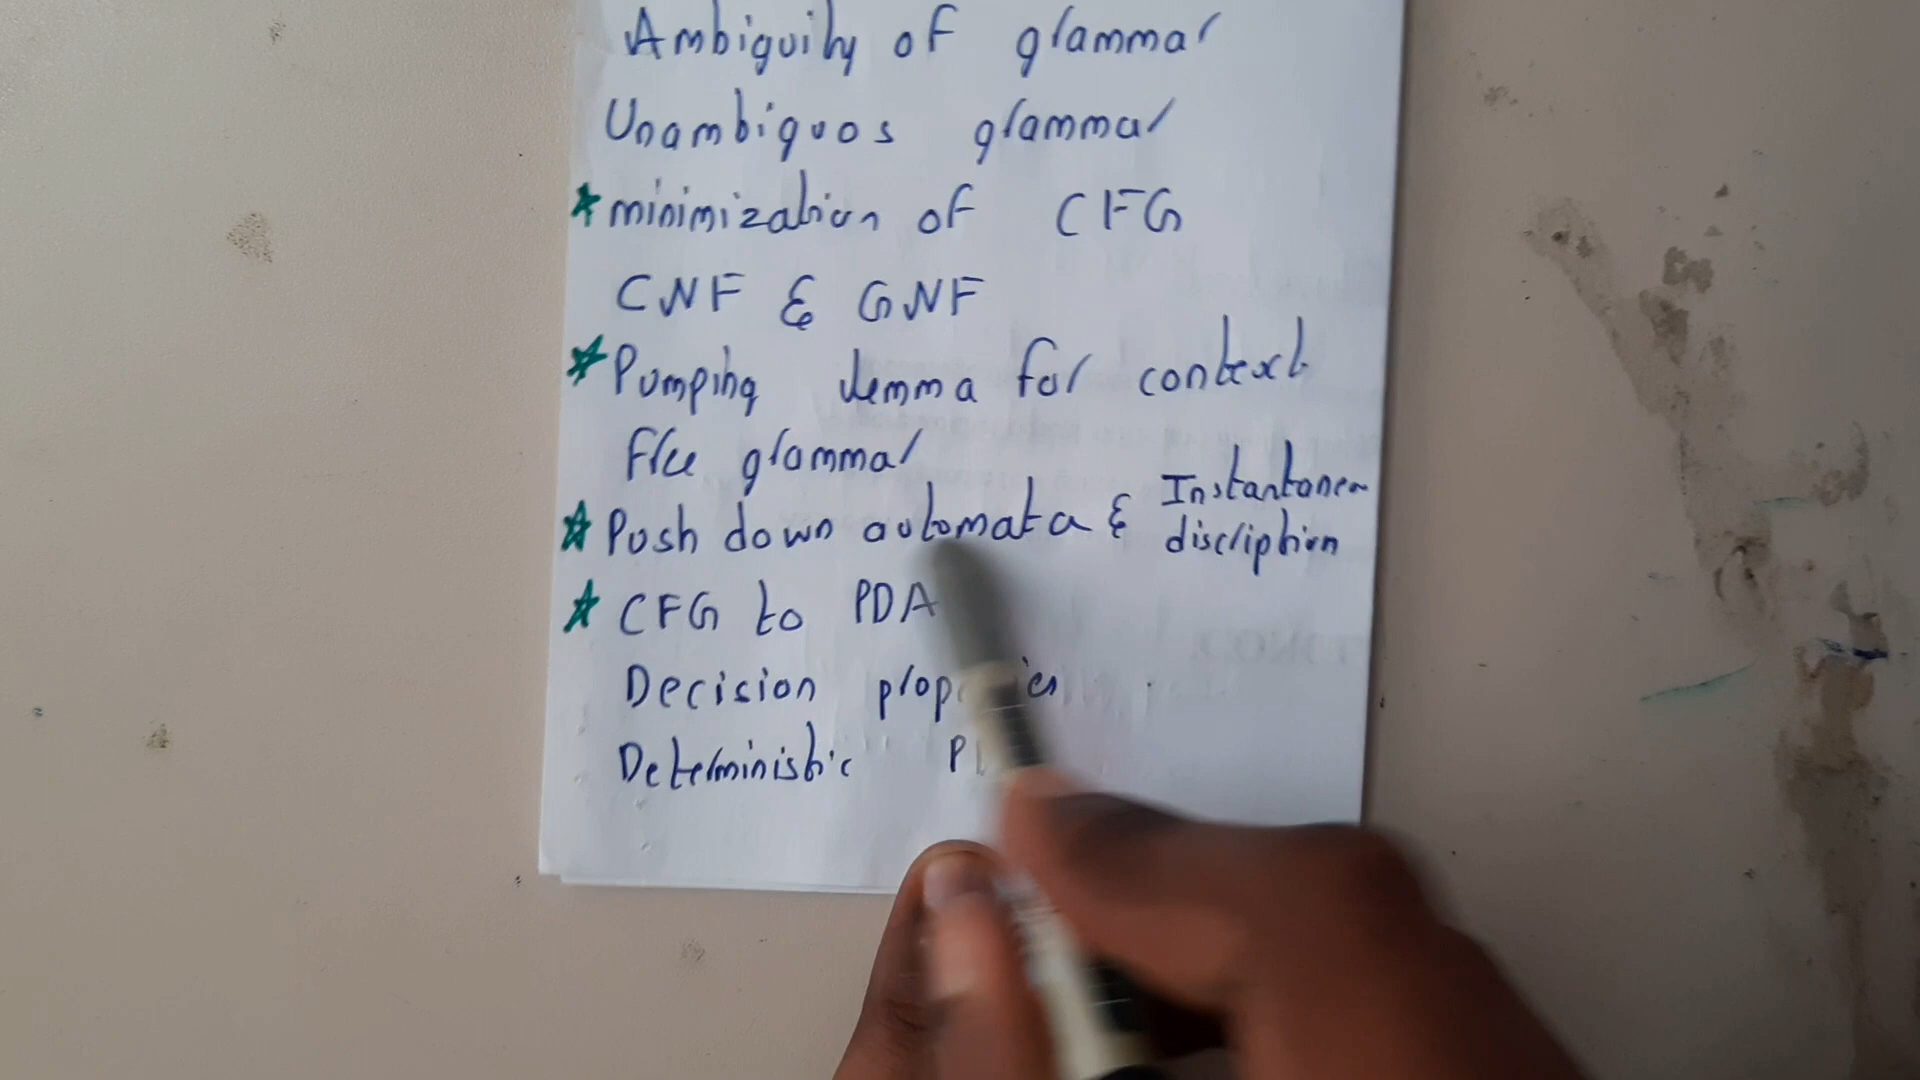 Ambiguity of grammar
Unambiguos grammar
* minimization of CFG
CNF & GNF
* Pumping lemma for context
free grammar
* Push down automata & Instantanea
discription
* CFG to PDA
Decision
Deterministic